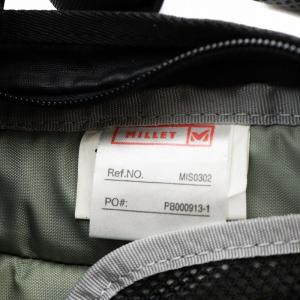 MILLET
Ref.NO. MIS0302
PO#: PB000913-1